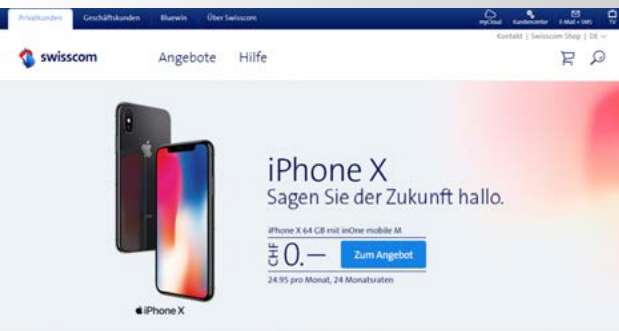 Privatkunden Geschäftskunden Bluewin Über Swisscom myCloud Kundencenter E-Mail + SMS TV
Kontakt | Swisscom Shop | DE
swisscom Angebote Hilfe
iPhone X
Sagen Sie der Zukunft hallo.
iPhone X 64 GB mit inOne mobile M
CHF 0.— Zum Angebot
24.95 pro Monat, 24 Monatsraten
iPhone X